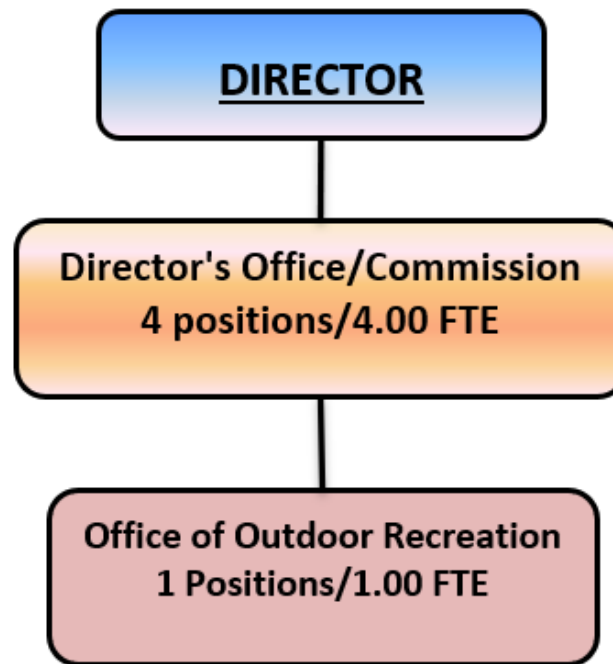 DIRECTOR
Director's Office/Commission
4 positions/4.00 FTE
Office of Outdoor Recreation
1 Positions/1.00 FTE